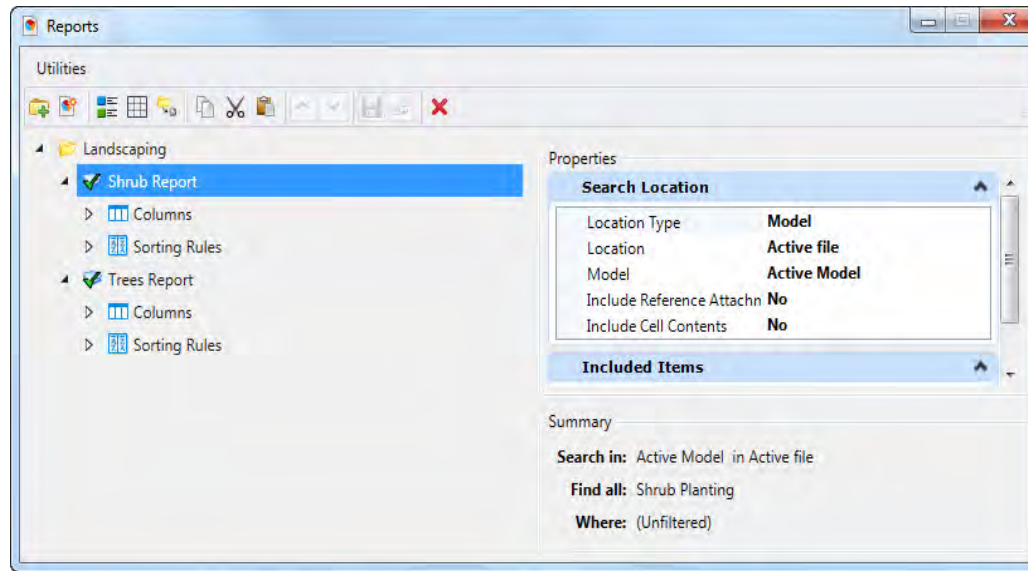 Reports
Utilities
Landscaping
Shrub Report
Columns
Sorting Rules
Trees Report
Columns
Sorting Rules
Properties
Search Location
Location Type Model
Location Active file
Model Active Model
Include Reference Attachn No
Include Cell Contents No
Included Items
Summary
Search in: Active Model in Active file
Find all: Shrub Planting
Where: (Unfiltered)